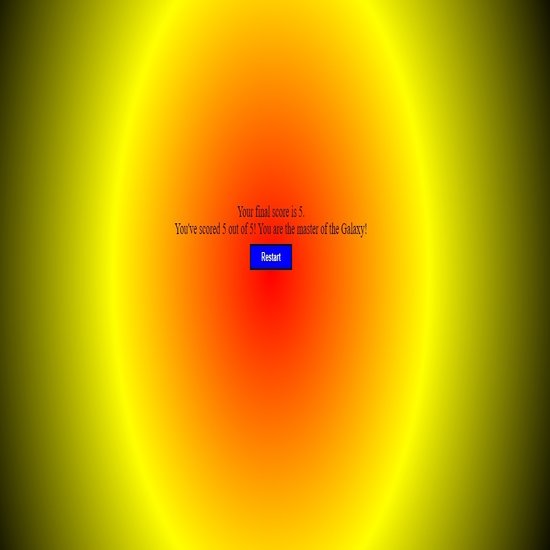 Your final score is 5.
You've scored 5 out of 5! You are the master of the Galaxy!
Restart